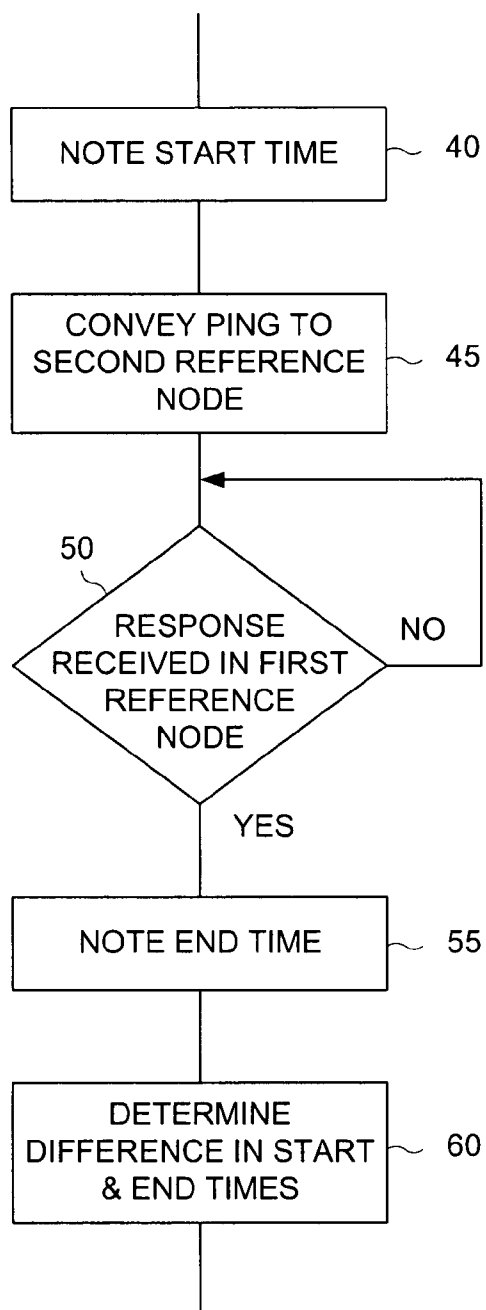 NOTE START TIME
40
CONVEY PING TO
SECOND REFERENCE
NODE
45
50
RESPONSE
RECEIVED IN FIRST
REFERENCE
NODE
NO
YES
NOTE END TIME
55
DETERMINE
DIFFERENCE IN START
& END TIMES
60